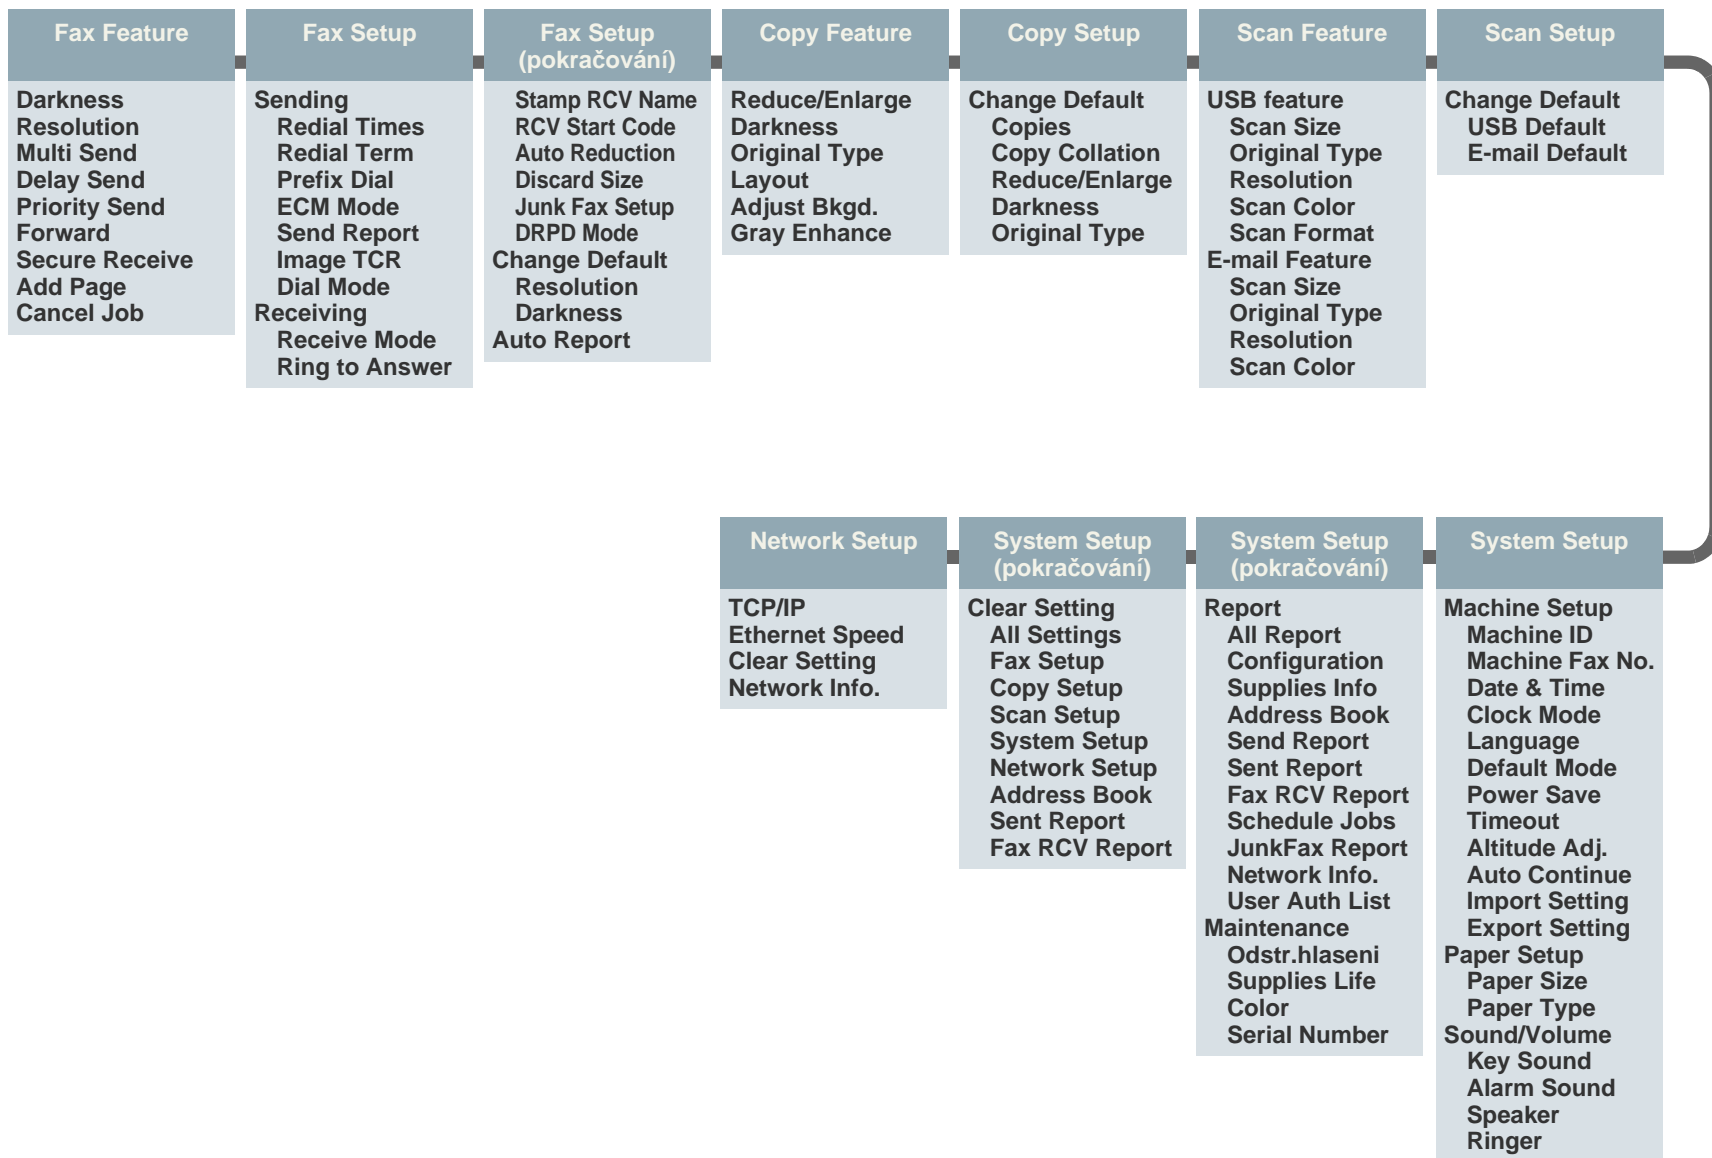 Fax Feature
Darkness
Resolution
Multi Send
Delay Send
Priority Send
Forward
Secure Receive
Add Page
Cancel Job
Fax Setup
Sending
Redial Times
Redial Term
Prefix Dial
ECM Mode
Send Report
Image TCR
Dial Mode
Receiving
Receive Mode
Ring to Answer
Fax Setup
(pokračování)
Stamp RCV Name
RCV Start Code
Auto Reduction
Discard Size
Junk Fax Setup
DRPD Mode
Change Default
Resolution
Darkness
Auto Report
Copy Feature
Reduce/Enlarge
Darkness
Original Type
Layout
Adjust Bkgd.
Gray Enhance
Copy Setup
Change Default
Copies
Copy Collation
Reduce/Enlarge
Darkness
Original Type
Scan Feature
USB feature
Scan Size
Original Type
Resolution
Scan Color
Scan Format
E-mail Feature
Scan Size
Original Type
Resolution
Scan Color
Scan Setup
Change Default
USB Default
E-mail Default
Network Setup
TCP/IP
Ethernet Speed
Clear Setting
Network Info.
System Setup
(pokračování)
Clear Setting
All Settings
Fax Setup
Copy Setup
Scan Setup
System Setup
Network Setup
Address Book
Sent Report
Fax RCV Report
System Setup
(pokračování)
Report
All Report
Configuration
Supplies Info
Address Book
Send Report
Sent Report
Fax RCV Report
Schedule Jobs
JunkFax Report
Network Info.
User Auth List
Maintenance
Odstr.hlaseni
Supplies Life
Color
Serial Number
System Setup
Machine Setup
Machine ID
Machine Fax No.
Date & Time
Clock Mode
Language
Default Mode
Power Save
Timeout
Altitude Adj.
Auto Continue
Import Setting
Export Setting
Paper Setup
Paper Size
Paper Type
Sound/Volume
Key Sound
Alarm Sound
Speaker
Ringer